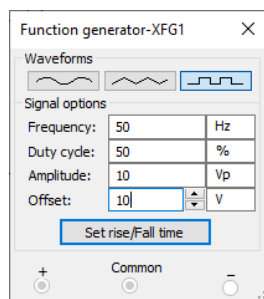 Function generator-XFG1
Waveforms
Signal options
Frequency: 50 Hz
Duty cycle: 50 %
Amplitude: 10 Vp
Offset: 10 V
Set rise/Fall time
+ Common −